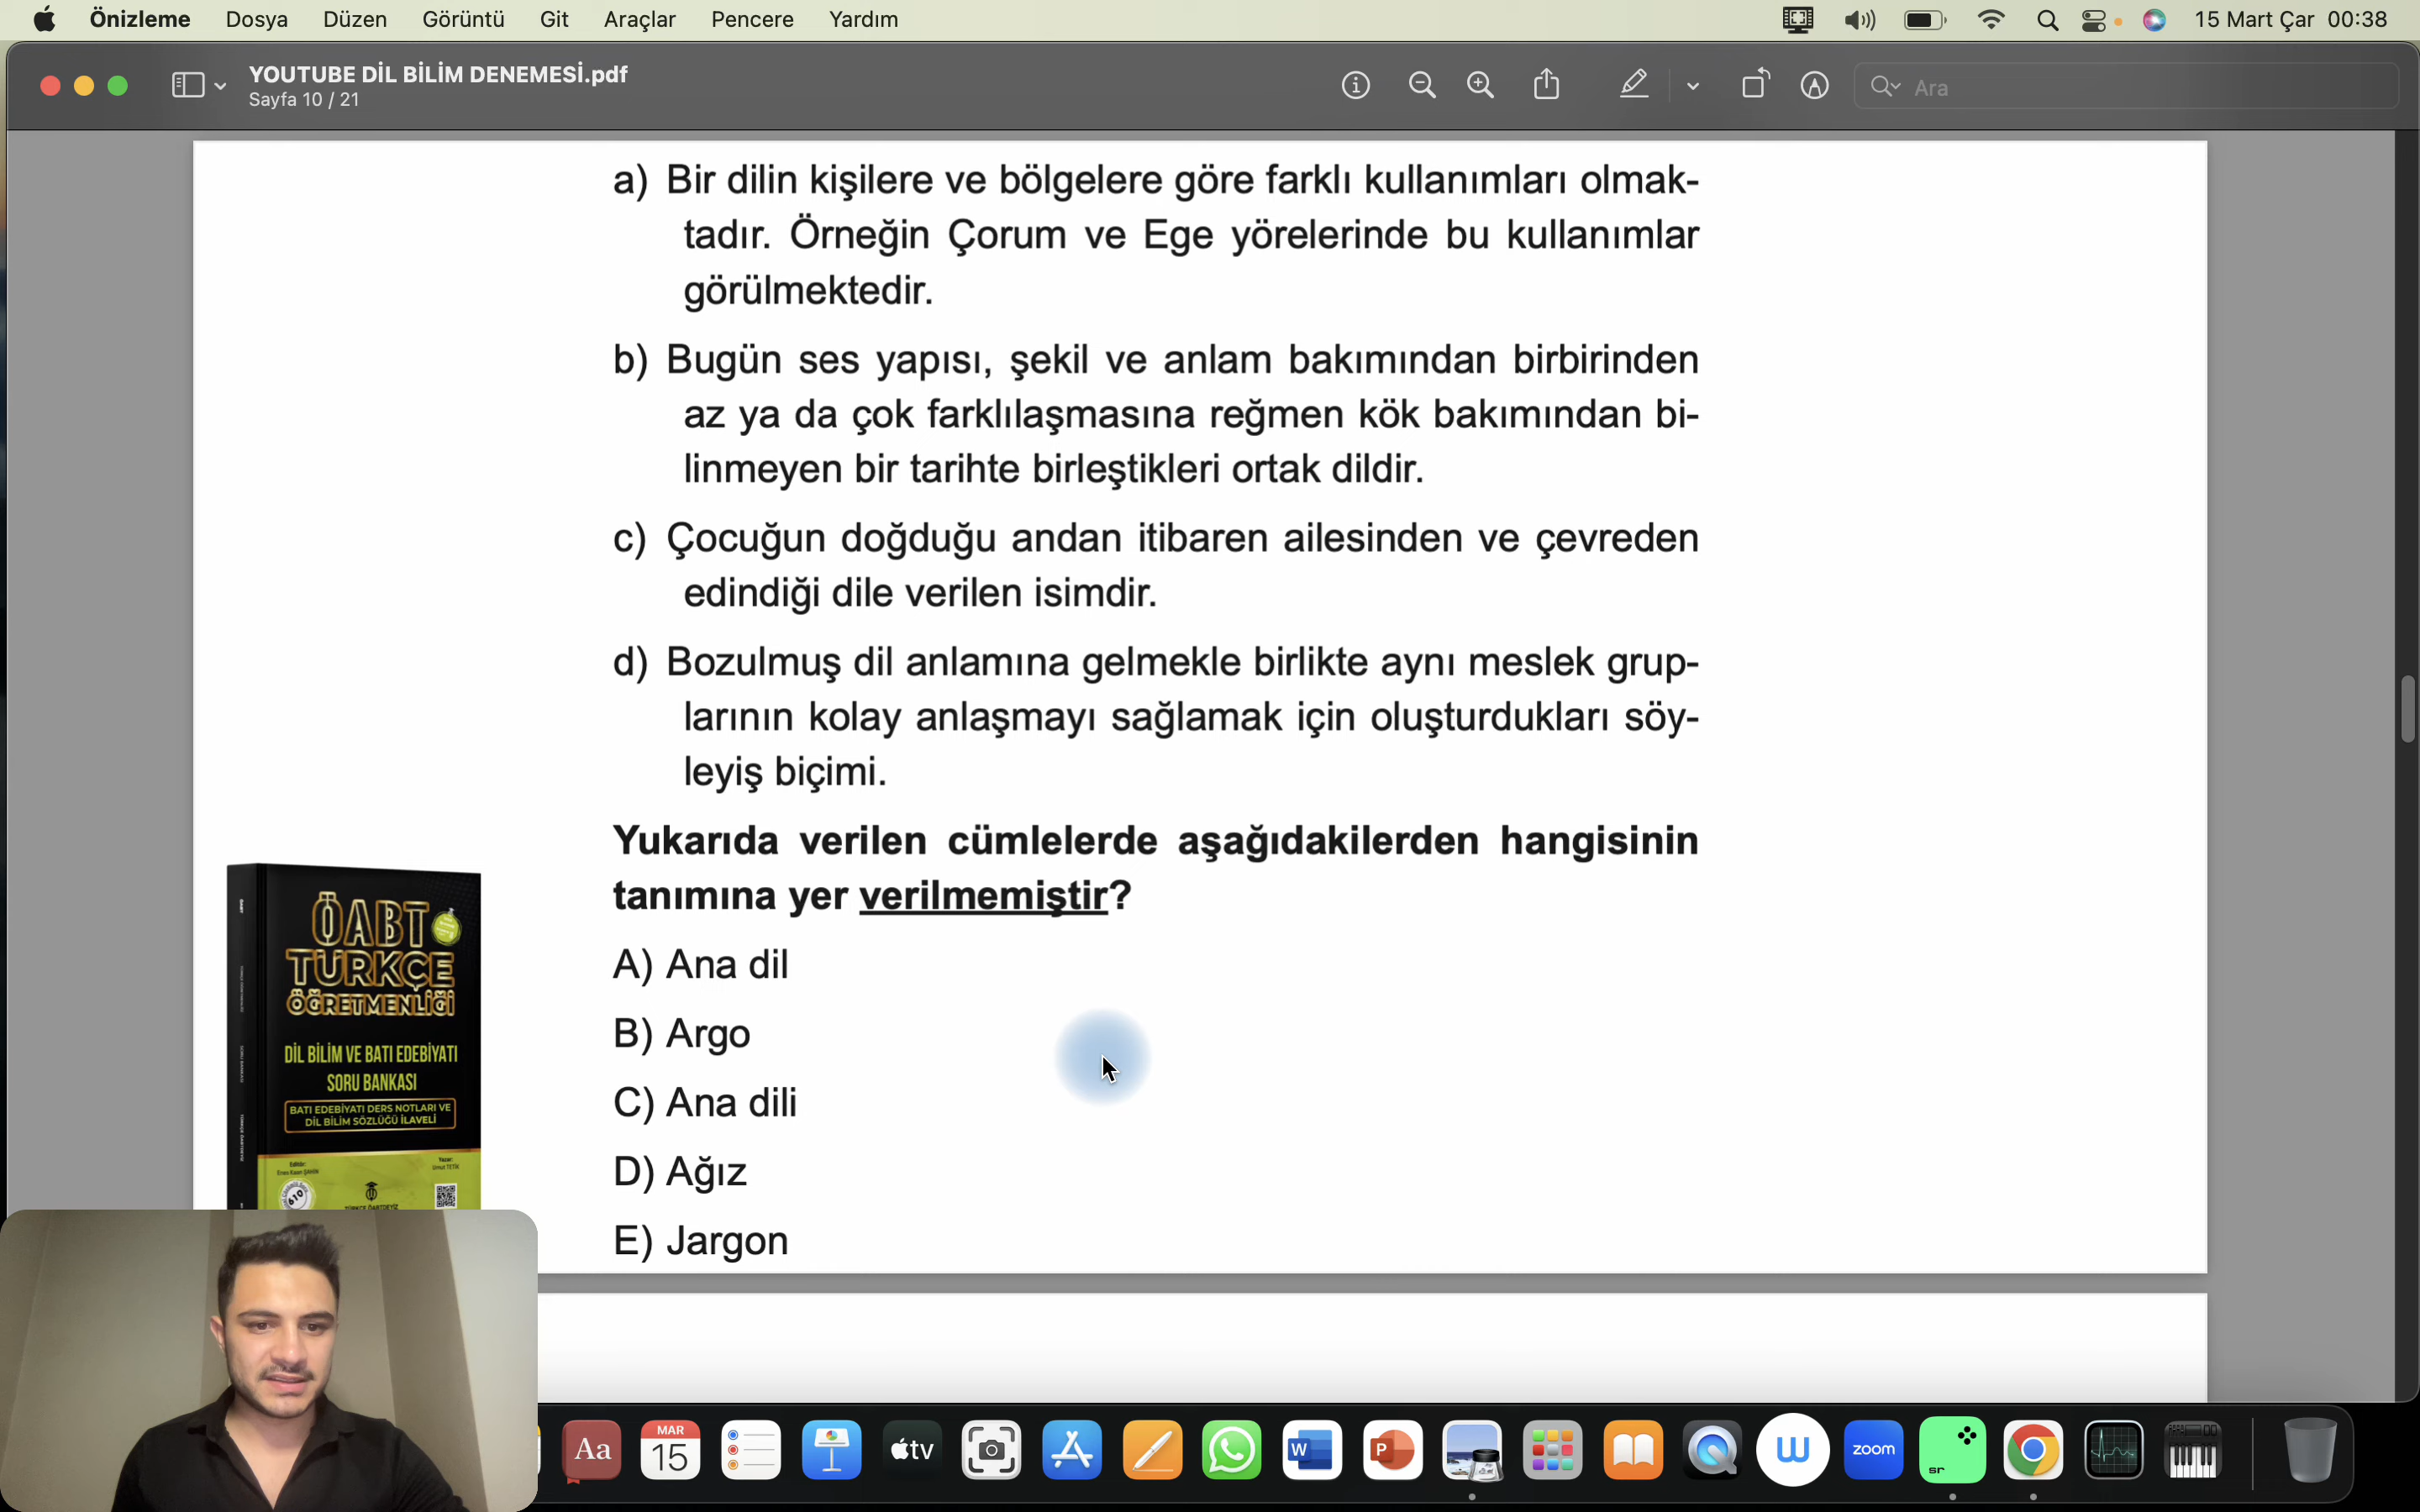 Önizleme Dosya Düzen Görüntü Git Araçlar Pencere Yardım 15 Mart Çar 00:38
YOUTUBE DİL BİLİM DENEMESİ.pdf
Sayfa 10 / 21
Ara
a) Bir dilin kişilere ve bölgelere göre farklı kullanımları olmak-
tadır. Örneğin Çorum ve Ege yörelerinde bu kullanımlar
görülmektedir.
b) Bugün ses yapısı, şekil ve anlam bakımından birbirinden
az ya da çok farklılaşmasına reğmen kök bakımından bi-
linmeyen bir tarihte birleştikleri ortak dildir.
c) Çocuğun doğduğu andan itibaren ailesinden ve çevreden
edindiği dile verilen isimdir.
d) Bozulmuş dil anlamına gelmekle birlikte aynı meslek grup-
larının kolay anlaşmayı sağlamak için oluşturdukları söy-
leyiş biçimi.
Yukarıda verilen cümlelerde aşağıdakilerden hangisinin
tanımına yer verilmemiştir?
A) Ana dil
B) Argo
C) Ana dili
D) Ağız
E) Jargon
ÖABT
TÜRKÇE
ÖĞRETMENLİĞİ
DİL BİLİM VE BATI EDEBİYATI
SORU BANKASI
BATI EDEBİYATI DERS NOTLARI VE
DİL BİLİM SÖZLÜĞÜ İLAVELİ
Editör:
Yazar:
Umut TETİK
610
Aa
MAR
15
tv
W
P
zoom
sr